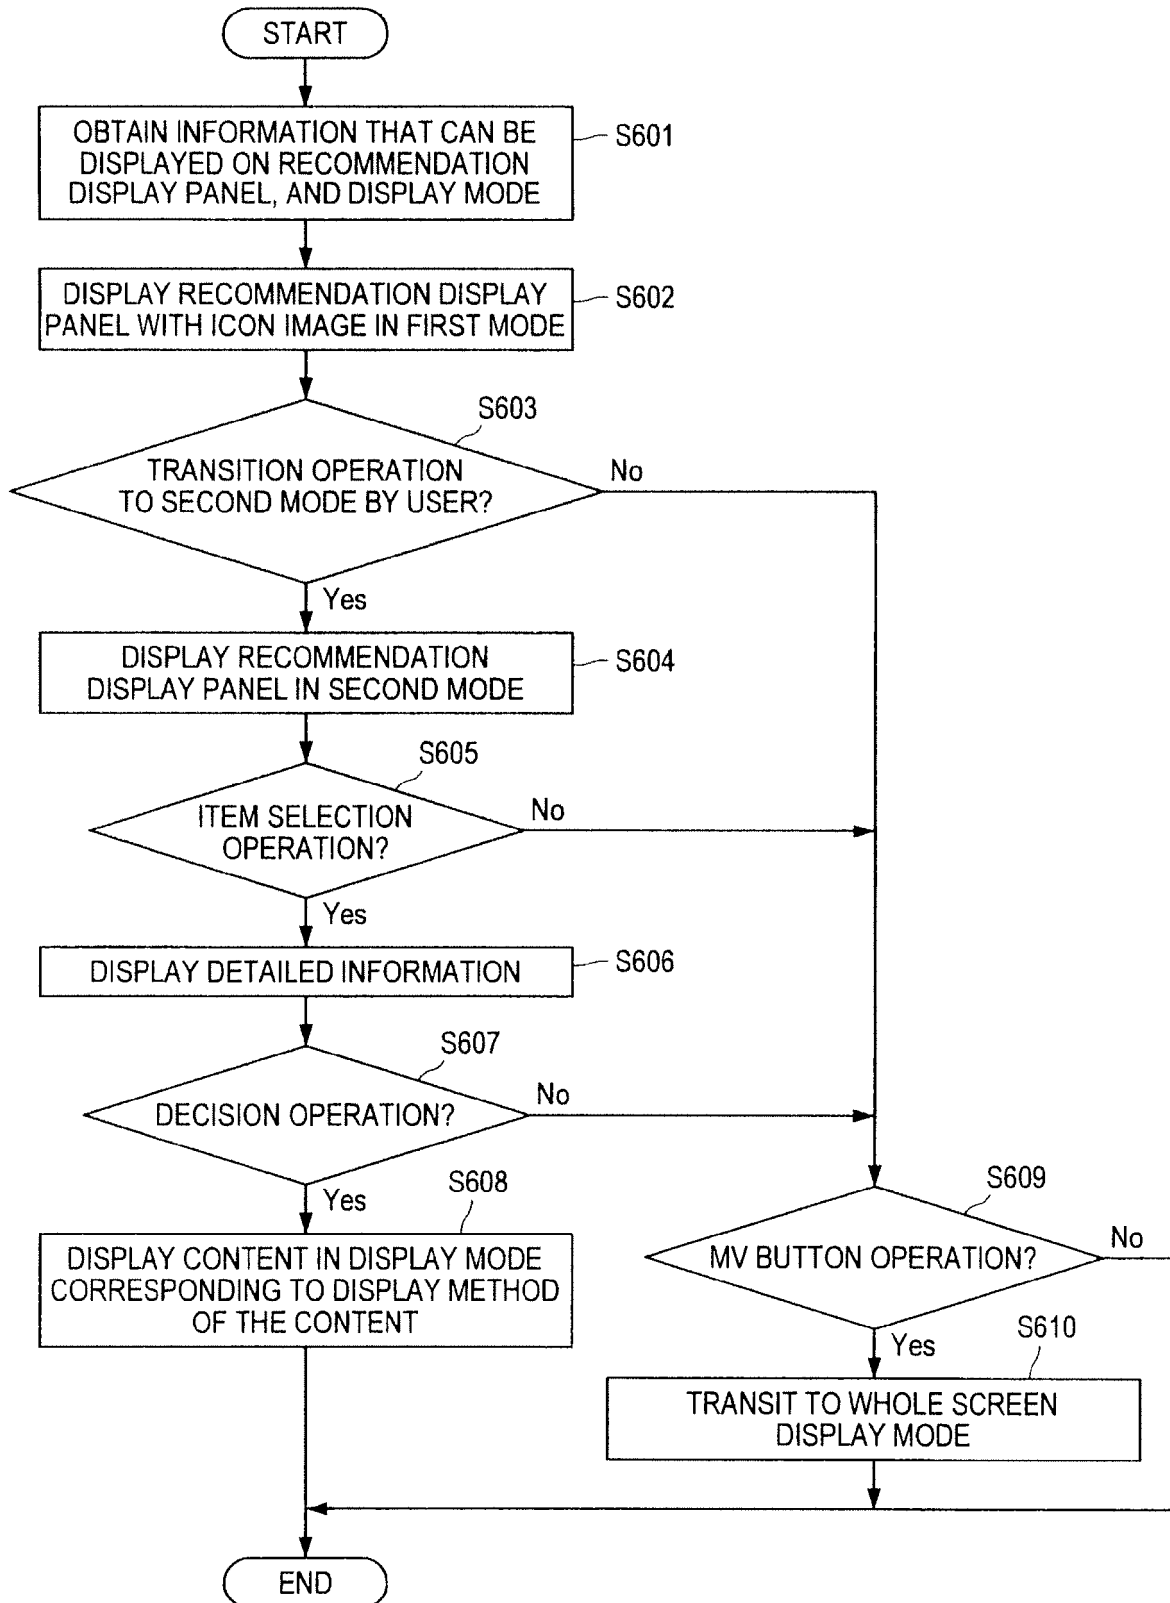 START
OBTAIN INFORMATION THAT CAN BE
DISPLAYED ON RECOMMENDATION
DISPLAY PANEL, AND DISPLAY MODE
S601
DISPLAY RECOMMENDATION DISPLAY
PANEL WITH ICON IMAGE IN FIRST MODE
S602
S603
TRANSITION OPERATION
TO SECOND MODE BY USER?
No
Yes
DISPLAY RECOMMENDATION
DISPLAY PANEL IN SECOND MODE
S604
S605
ITEM SELECTION
OPERATION?
No
Yes
DISPLAY DETAILED INFORMATION
S606
S607
DECISION OPERATION?
No
Yes
S608
DISPLAY CONTENT IN DISPLAY MODE
CORRESPONDING TO DISPLAY METHOD
OF THE CONTENT
S609
MV BUTTON OPERATION?
No
Yes
S610
TRANSIT TO WHOLE SCREEN
DISPLAY MODE
END